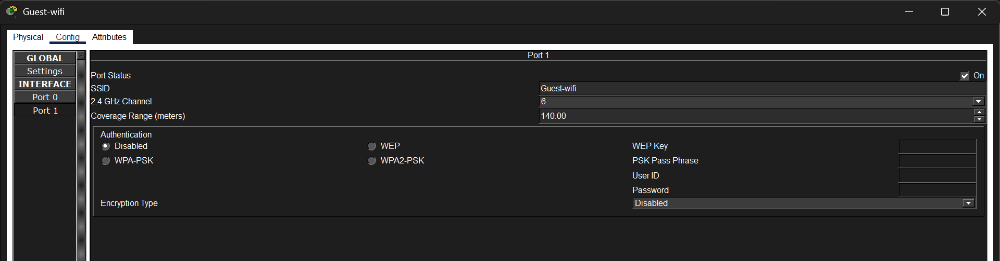 Guest-wifi
Physical Config Attributes
GLOBAL
Settings
INTERFACE
Port 0
Port 1
Port 1
Port Status On
SSID Guest-wifi
2.4 GHz Channel 6
Coverage Range (meters) 140.00
Authentication
Disabled WEP WEP Key
WPA-PSK WPA2-PSK PSK Pass Phrase
User ID
Password
Encryption Type Disabled